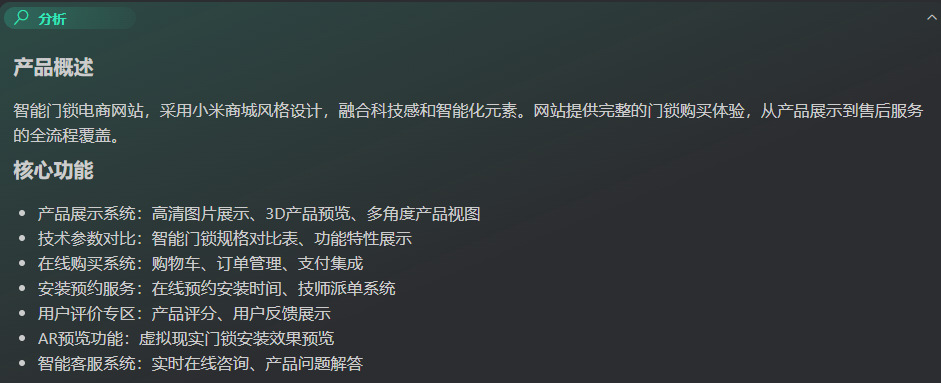 分析
产品概述
智能门锁电商网站，采用小米商城风格设计，融合科技感和智能化元素。网站提供完整的门锁购买体验，从产品展示到售后服务
的全流程覆盖。
核心功能
• 产品展示系统：高清图片展示、3D产品预览、多角度产品视图
• 技术参数对比：智能门锁规格对比表、功能特性展示
• 在线购买系统：购物车、订单管理、支付集成
• 安装预约服务：在线预约安装时间、技师派单系统
• 用户评价专区：产品评分、用户反馈展示
• AR预览功能：虚拟现实门锁安装效果预览
• 智能客服系统：实时在线咨询、产品问题解答